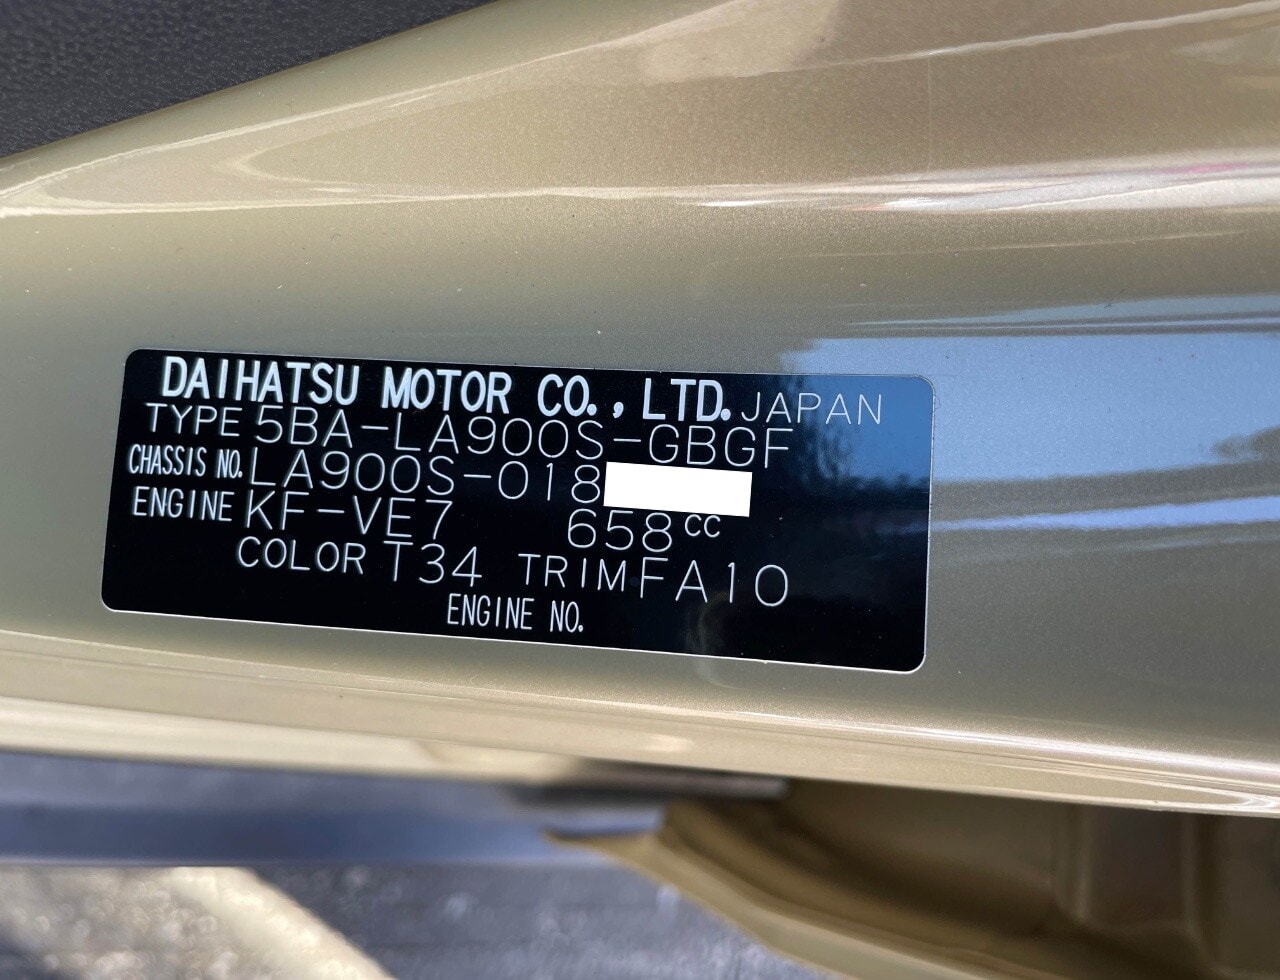 DAIHATSU MOTOR CO., LTD. JAPAN
TYPE 5BA-LA900S-GBGF
CHASSIS NO. LA900S-018
ENGINE KF-VE7 658cc
COLOR T34 TRIM FA10
ENGINE NO.